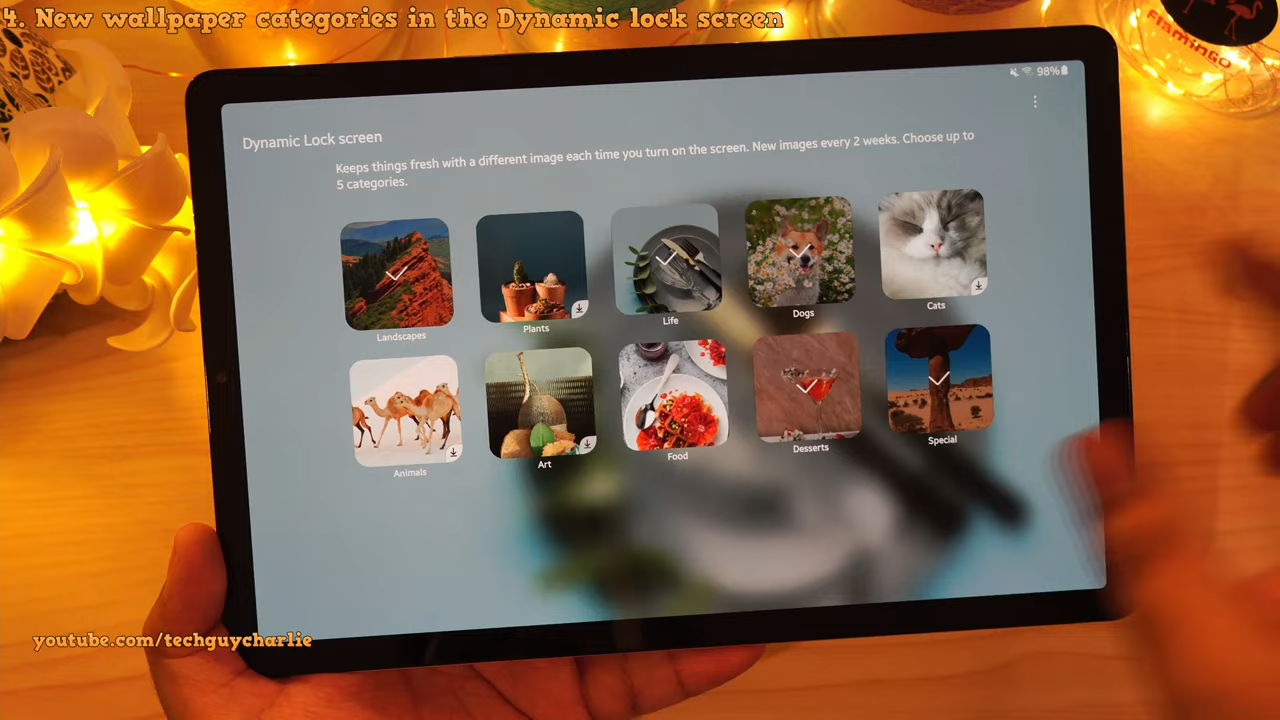 4. New wallpaper categories in the Dynamic lock screen
Flamingo
98%
Dynamic Lock screen
Keeps things fresh with a different image each time you turn on the screen. New images every 2 weeks. Choose up to
5 categories.
Landscapes
Plants
Life
Dogs
Cats
Animals
Art
Food
Desserts
Special
youtube.com/techguycharlie